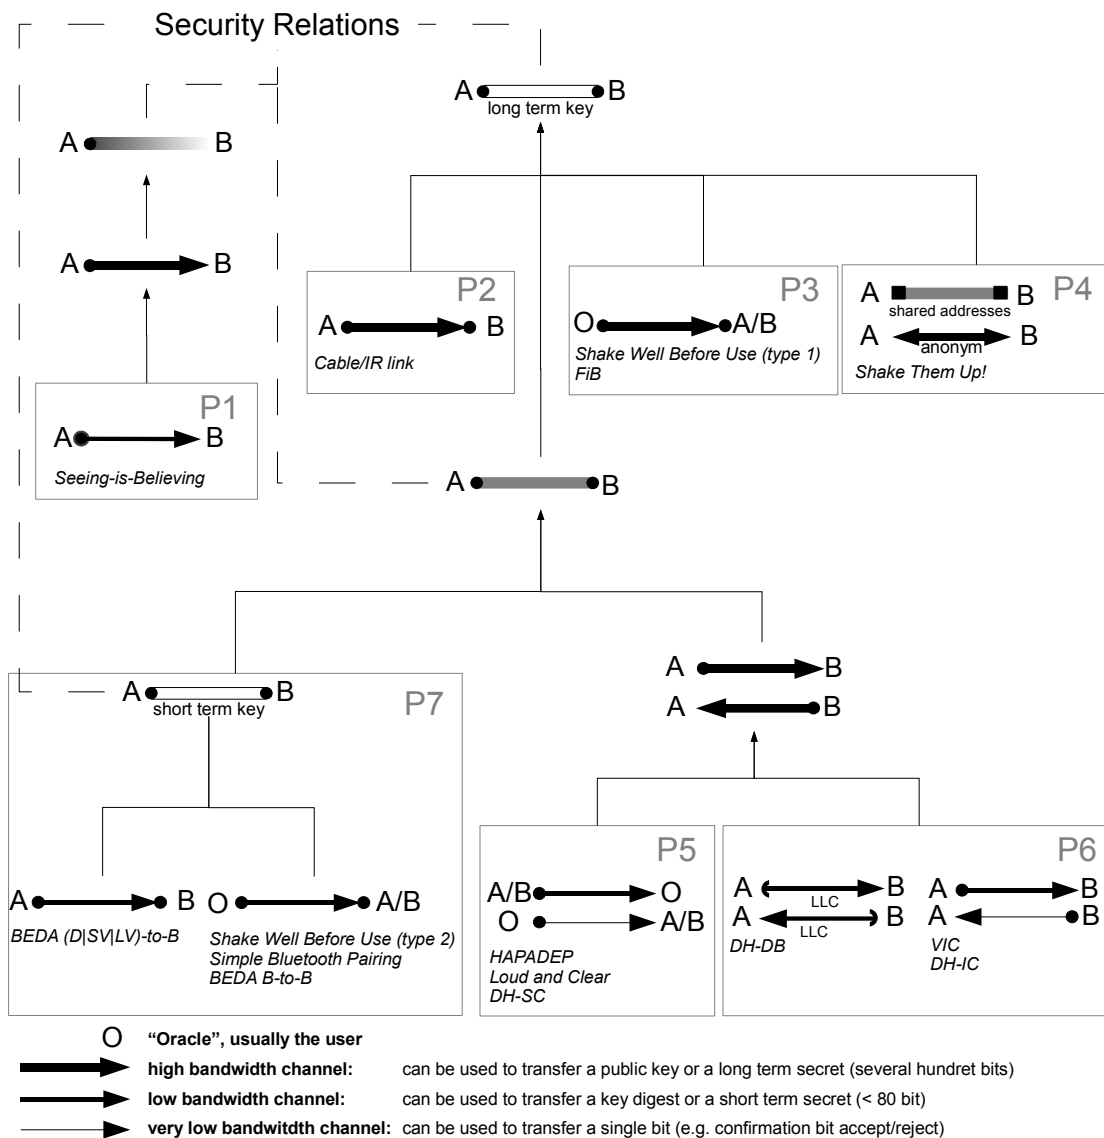 Security Relations
A B
long term key
A B
A B
P1
A B
Seeing-is-Believing
P2
A B
Cable/IR link
P3
O A/B
Shake Well Before Use (type 1)
FiB
P4
A B
shared addresses
A B
anonym
Shake Them Up!
A B
P7
A B
short term key
A B
BEDA (D|SV|LV)-to-B
O A/B
Shake Well Before Use (type 2)
Simple Bluetooth Pairing
BEDA B-to-B
A B
A B
P5
A/B O
O A/B
HAPADEP
Loud and Clear
DH-SC
P6
A B
LLC
A B
LLC
DH-DB
A B
A B
VIC
DH-IC
O "Oracle", usually the user
high bandwidth channel: can be used to transfer a public key or a long term secret (several hundret bits)
low bandwidth channel: can be used to transfer a key digest or a short term secret (< 80 bit)
very low bandwitdth channel: can be used to transfer a single bit (e.g. confirmation bit accept/reject)